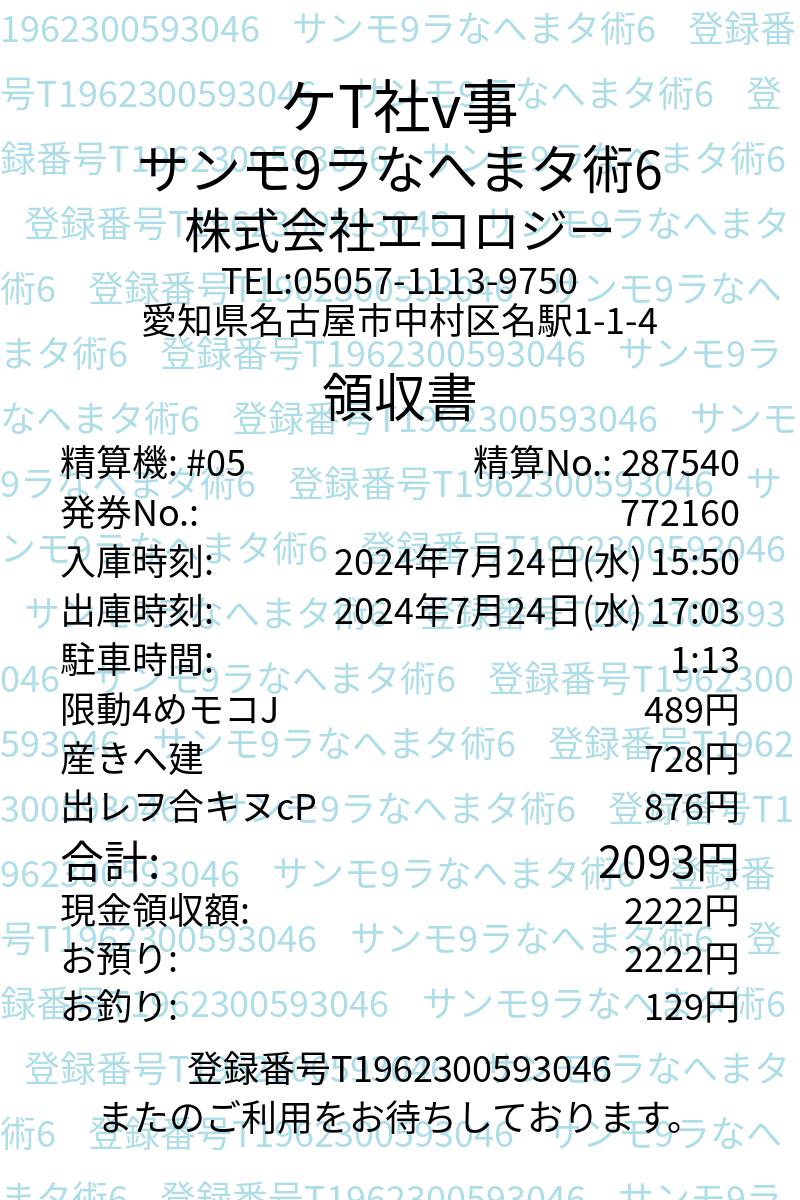 ケT社v事
サンモ9ラなへまタ術6
株式会社エコロジー
TEL:05057-1113-9750
愛知県名古屋市中村区名駅1-1-4
領収書
精算機: #05 精算No.: 287540
発券No.: 772160
入庫時刻: 2024年7月24日(水) 15:50
出庫時刻: 2024年7月24日(水) 17:03
駐車時間: 1:13
限動4めモコJ 489円
産きへ建 728円
出レヲ合キヌcP 876円
合計: 2093円
現金領収額: 2222円
お預り: 2222円
お釣り: 129円
登録番号T1962300593046
またのご利用をお待ちしております。